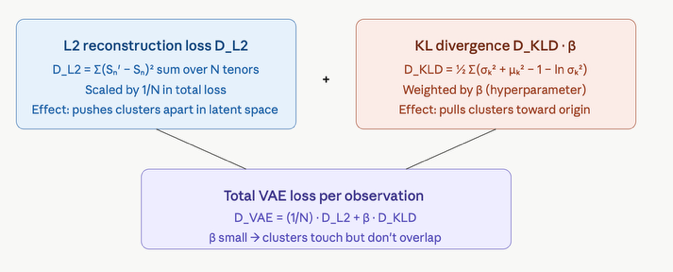 L2 reconstruction loss D_L2
D_L2 = Σ(Sₙ' − Sₙ)² sum over N tenors
Scaled by 1/N in total loss
Effect: pushes clusters apart in latent space
+
KL divergence D_KLD · β
D_KLD = ½ Σ(σₖ² + μₖ² − 1 − ln σₖ²)
Weighted by β (hyperparameter)
Effect: pulls clusters toward origin
Total VAE loss per observation
D_VAE = (1/N) · D_L2 + β · D_KLD
β small → clusters touch but don't overlap